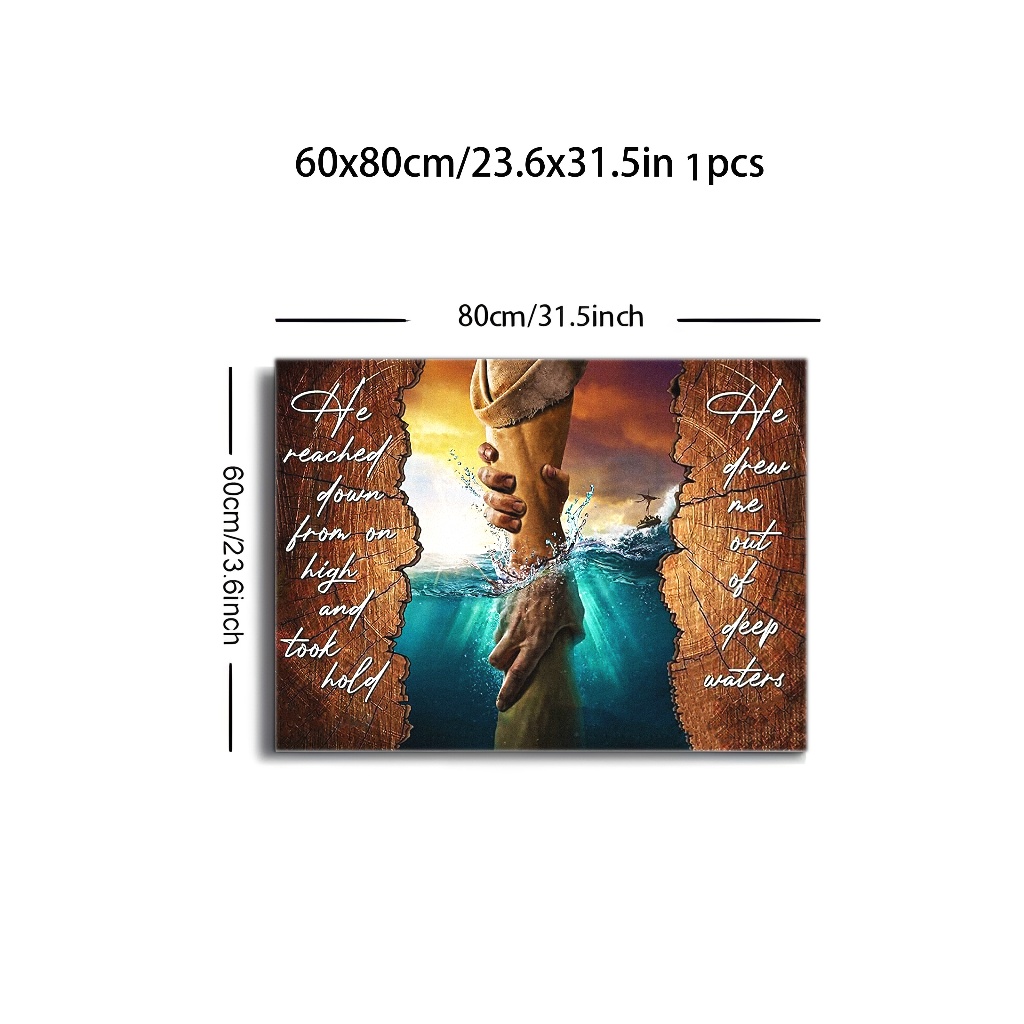 60x80cm/23.6x31.5in 1pcs
80cm/31.5inch
60cm/23.6inch
He
reached
down
from on
high
and
took
hold
He
drew
me
out
of
deep
waters